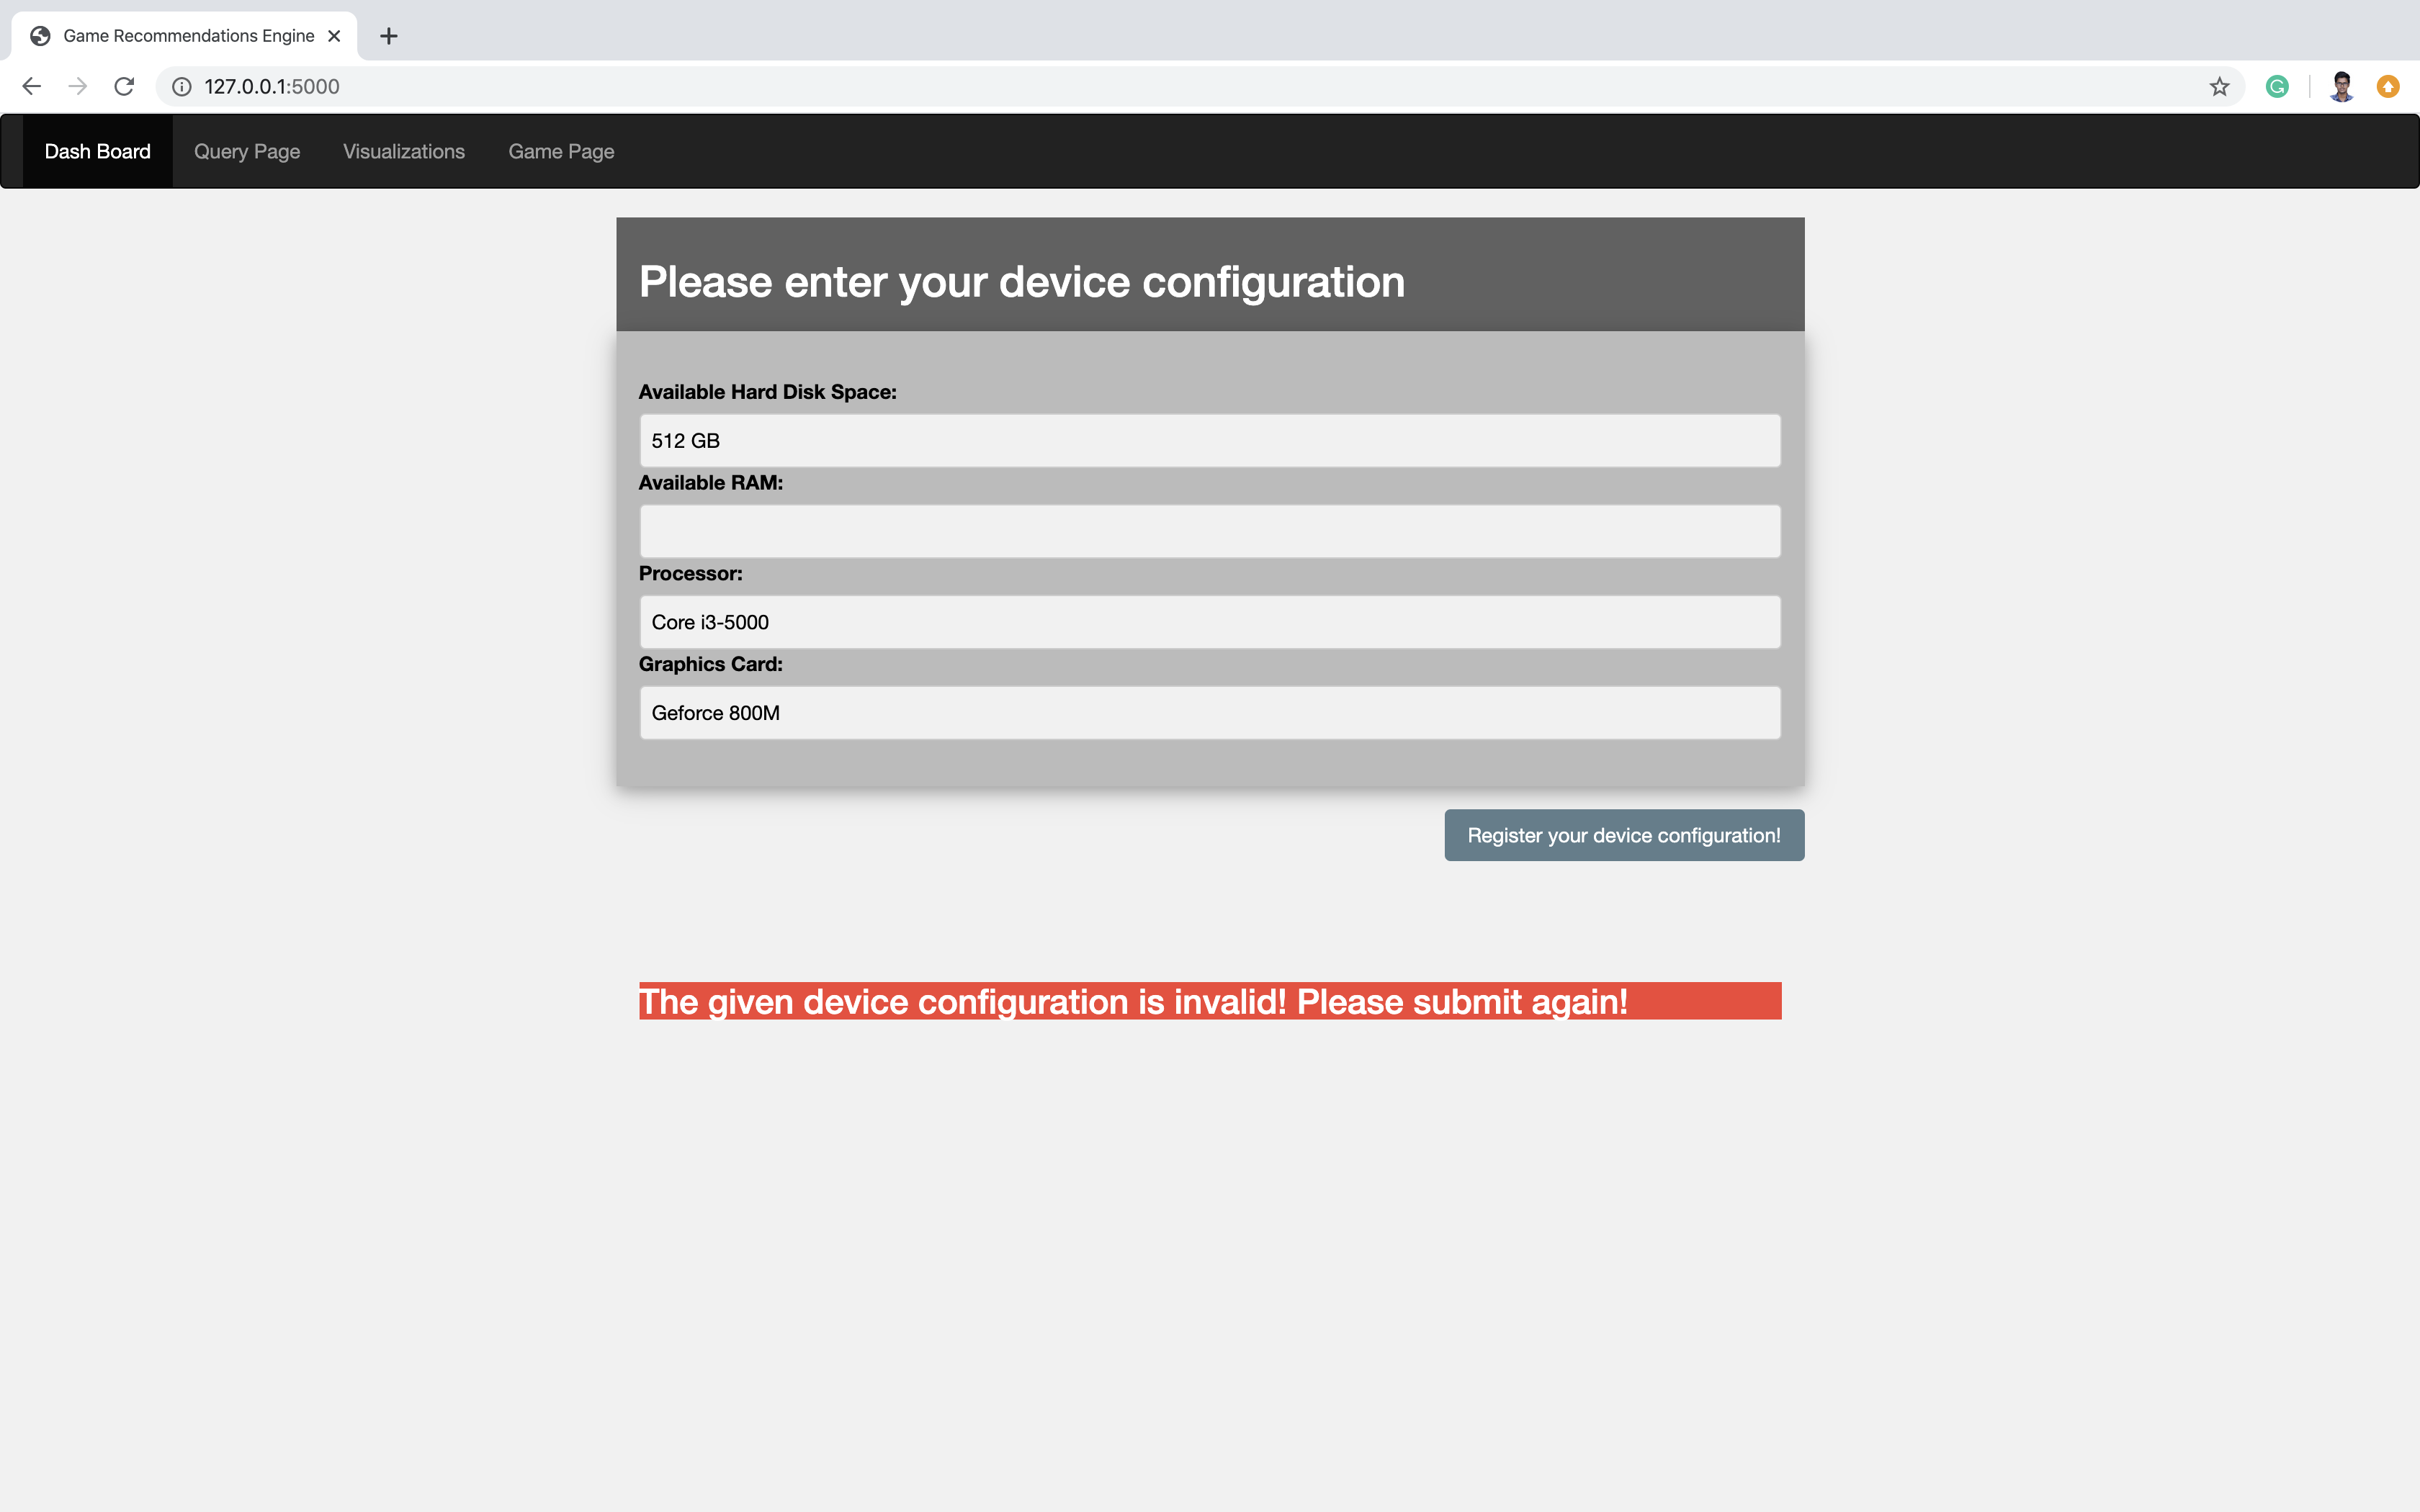 Game Recommendations Engine
127.0.0.1:5000
Dash Board Query Page Visualizations Game Page
Please enter your device configuration
Available Hard Disk Space:
512 GB
Available RAM:
Processor:
Core i3-5000
Graphics Card:
Geforce 800M
Register your device configuration!
The given device configuration is invalid! Please submit again!